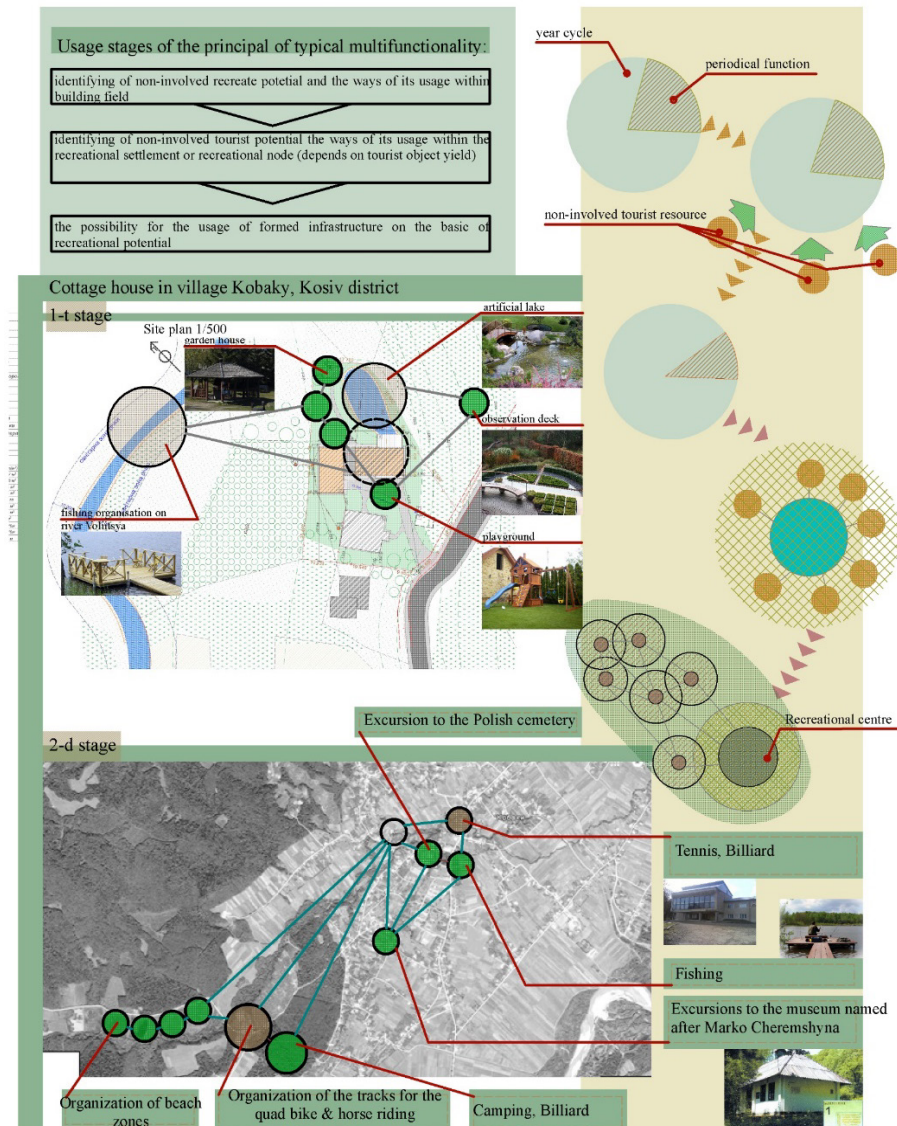 Usage stages of the principal of typical multifunctionality:
identifying of non-involved recreate potetial and the ways of its usage within
building field
identifying of non-involved tourist potential the ways of its usage within the
recreational settlement or recreational node (depends on tourist object yield)
the possibility for the usage of formed infrastructure on the basic of
recreational potential
year cycle
periodical function
non-involved tourist resource
Cottage house in village Kobaky, Kosiv district
1-t stage
Site plan 1/500
garden house
artificial lake
observation deck
fishing organisation on
river Volitsya
playground
Recreational centre
2-d stage
Excursion to the Polish cemetery
Tennis, Billiard
Fishing
Excursions to the museum named
after Marko Cheremshyna
Organization of beach
zones
Organization of the tracks for the
quad bike & horse riding
Camping, Billiard
1